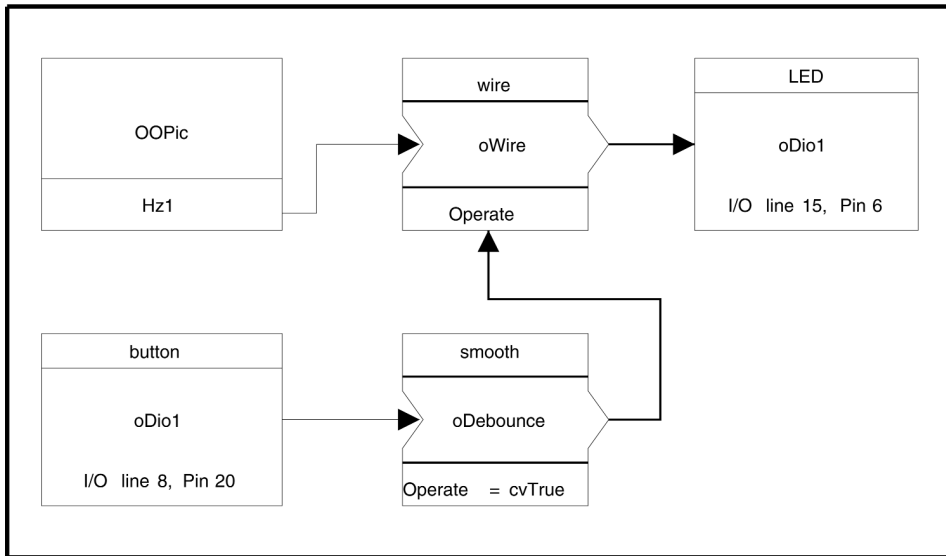 OOPic
Hz1
wire
oWire
Operate
LED
oDio1
I/O line 15, Pin 6
button
oDio1
I/O line 8, Pin 20
smooth
oDebounce
Operate = cvTrue